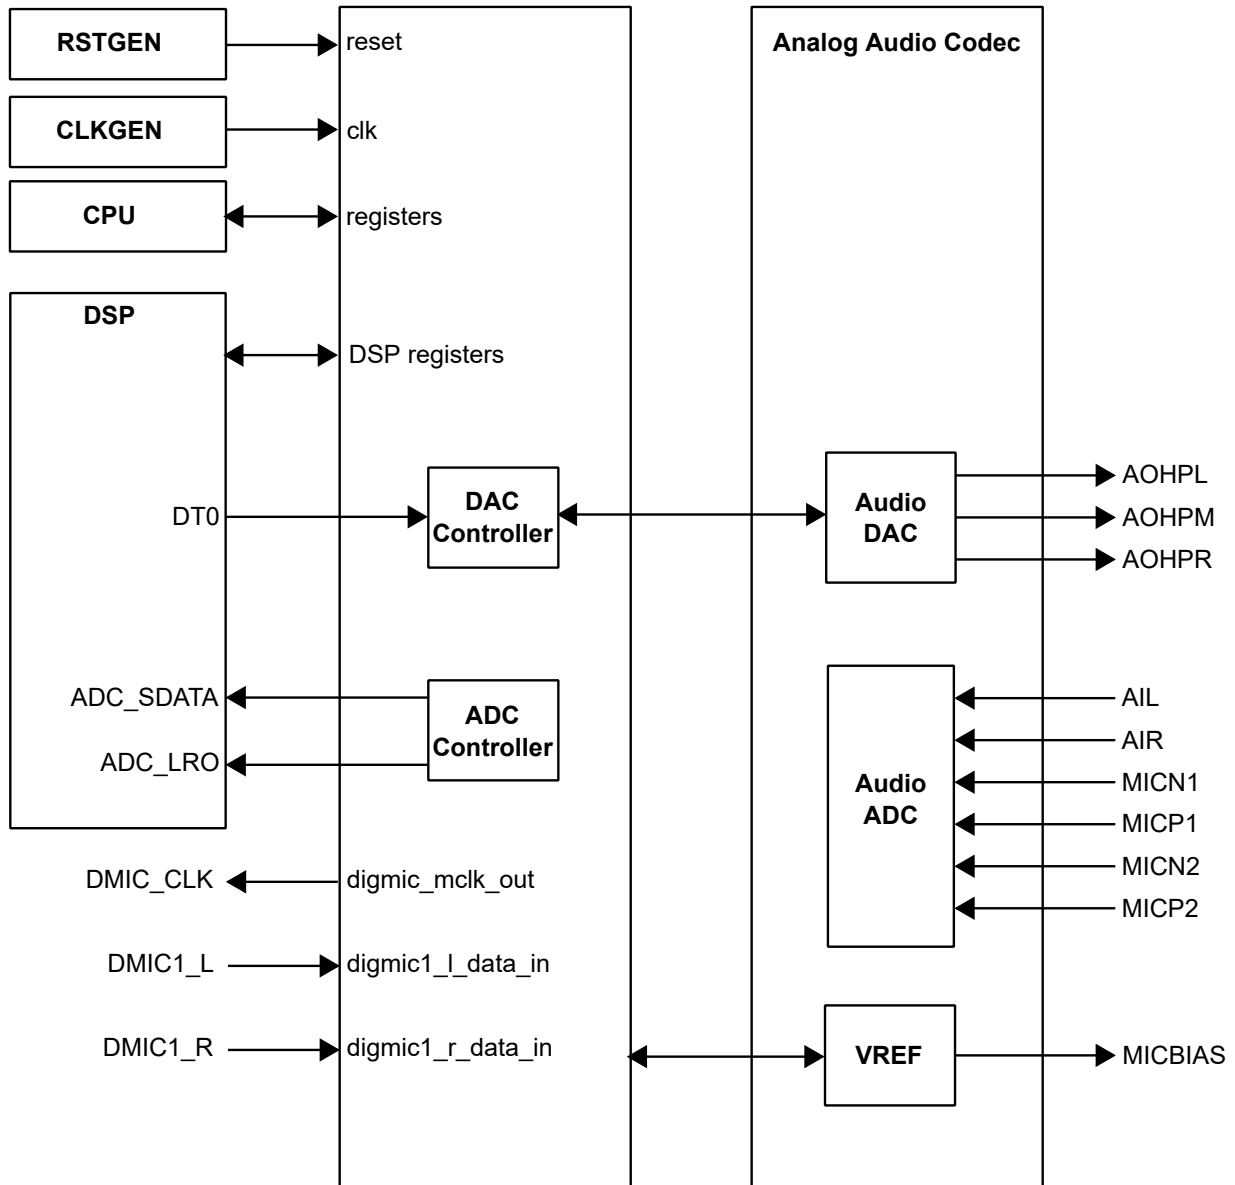 RSTGEN
reset
Analog Audio Codec
CLKGEN
clk
CPU
registers
DSP
DSP registers
DT0
DAC
Controller
Audio
DAC
AOHPL
AOHPM
AOHPR
ADC_SDATA
ADC_LRO
ADC
Controller
Audio
ADC
AIL
AIR
MICN1
MICP1
MICN2
MICP2
DMIC_CLK
digmic_mclk_out
DMIC1_L
digmic1_l_data_in
DMIC1_R
digmic1_r_data_in
VREF
MICBIAS